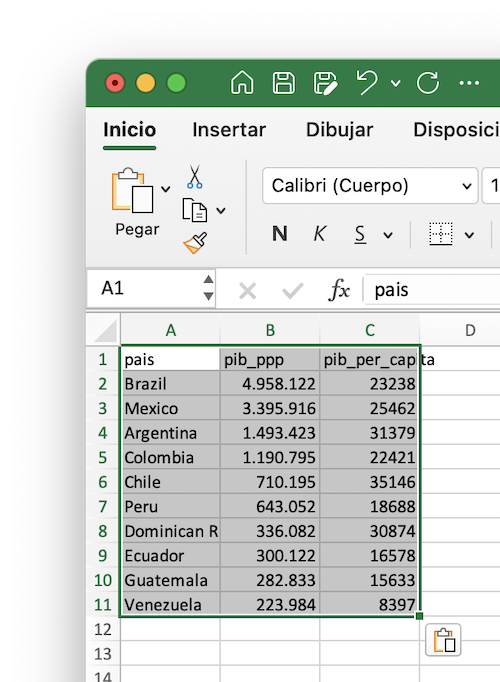 Inicio Insertar Dibujar Disposici
Calibri (Cuerpo) 1
Pegar
N K S
A1 fx pais
A B C D
1 pais pib_ppp pib_per_capita
2 Brazil 4.958.122 23238
3 Mexico 3.395.916 25462
4 Argentina 1.493.423 31379
5 Colombia 1.190.795 22421
6 Chile 710.195 35146
7 Peru 643.052 18688
8 Dominican R 336.082 30874
9 Ecuador 300.122 16578
10 Guatemala 282.833 15633
11 Venezuela 223.984 8397
12
13
14